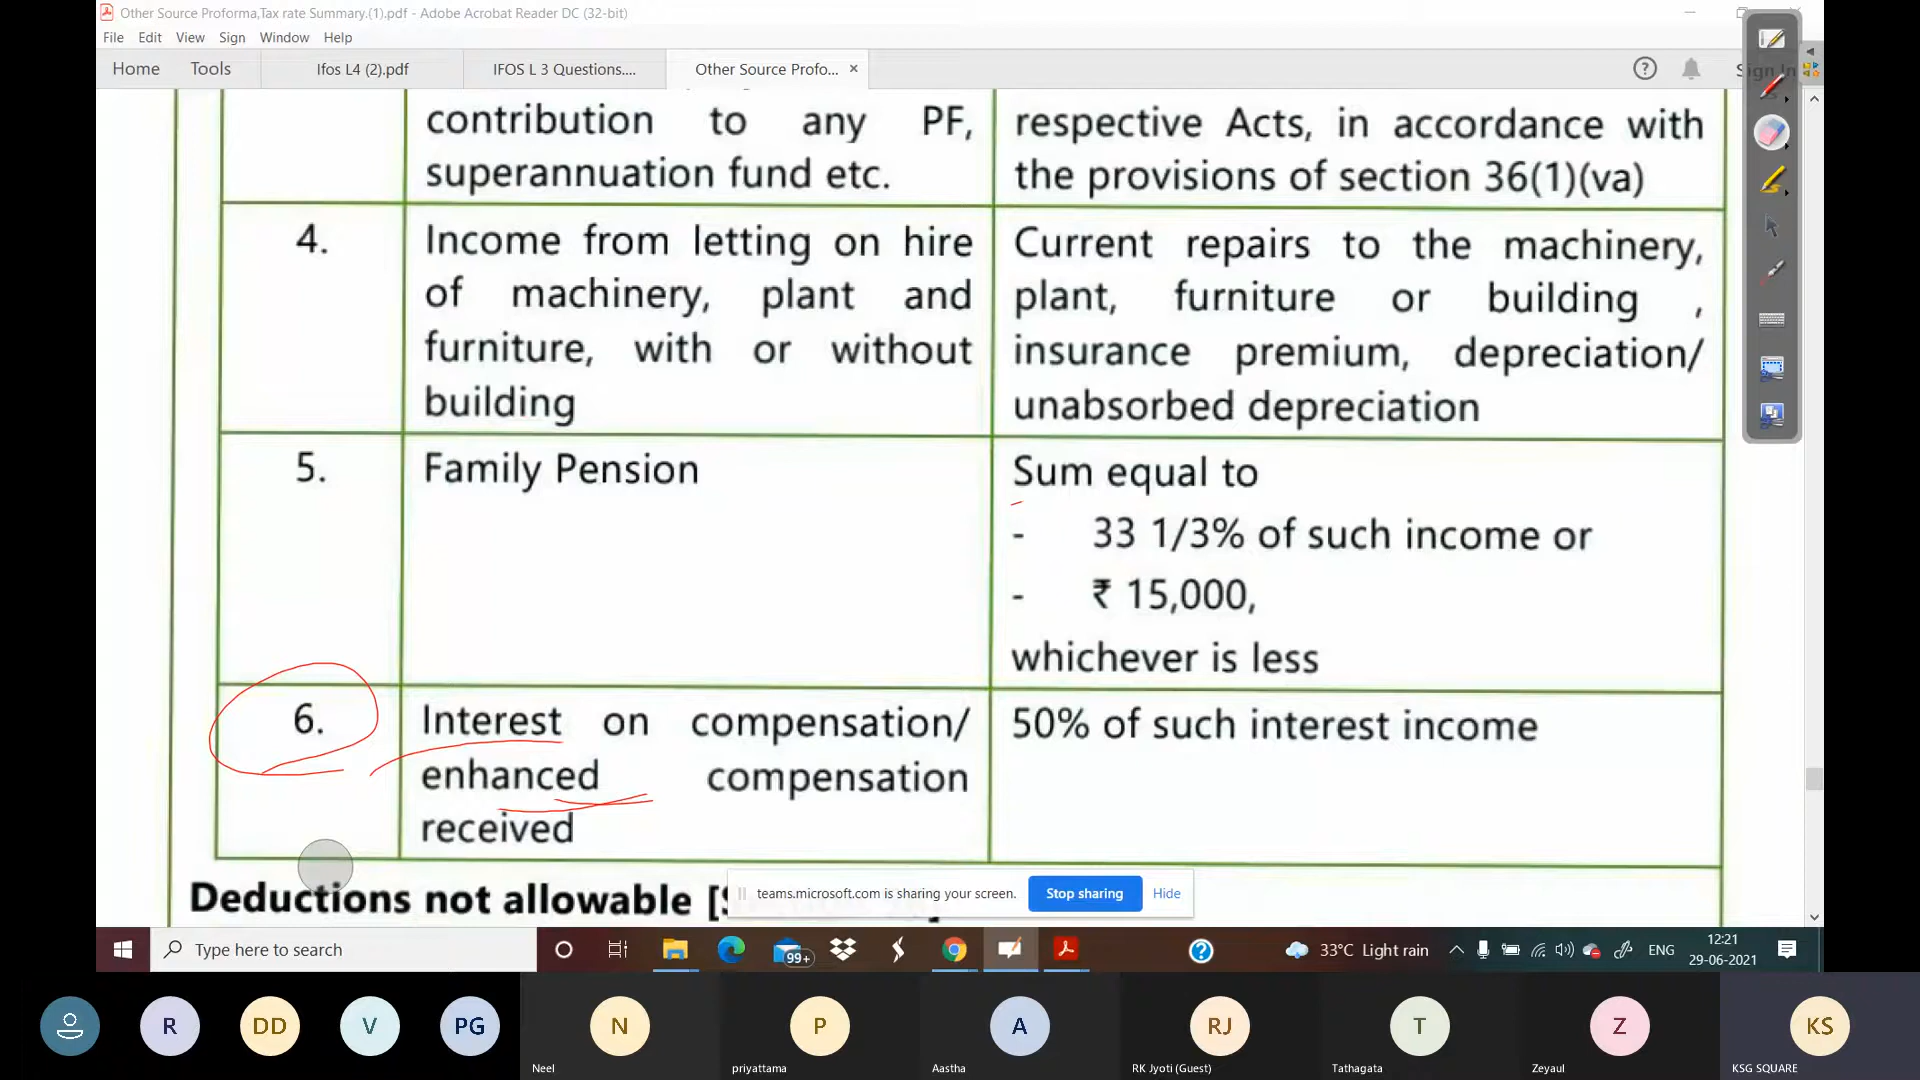 Other Source Proforma,Tax rate Summary.(1).pdf - Adobe Acrobat Reader DC (32-bit)
File Edit View Sign Window Help
Home Tools Ifos L4 (2).pdf IFOS L 3 Questions.... Other Source Profo... × Sign In
contribution to any PF,
superannuation fund etc.
respective Acts, in accordance with
the provisions of section 36(1)(va)
4.
Income from letting on hire
of machinery, plant and
furniture, with or without
building
Current repairs to the machinery,
plant, furniture or building ,
insurance premium, depreciation/
unabsorbed depreciation
5.
Family Pension
Sum equal to
- 33 1/3% of such income or
- ₹ 15,000,
whichever is less
6.
Interest on compensation/
enhanced compensation
received
50% of such interest income
Deductions not allowable [
teams.microsoft.com is sharing your screen. Stop sharing Hide
Type here to search
99+
33°C Light rain
ENG
12:21
29-06-2021
R DD V PG N P A RJ T Z KS
Neel priyattama Aastha RK Jyoti (Guest) Tathagata Zeyaul KSG SQUARE